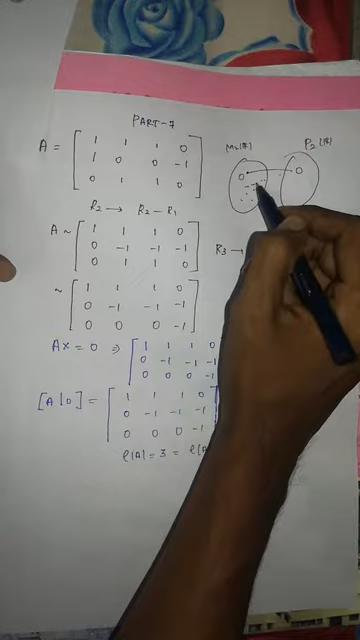 PART-7
M₂(R) P₂(R)
A = [ 1 1 1 0
1 0 0 -1
0 1 1 0 ]
0 0
R₂ → R₂ - R₁
A ~ [ 1 1 1 0
0 -1 -1 -1
0 1 1 0 ]
R₃ →
~ [ 1 1 1 0
0 -1 -1 -1
0 0 0 -1 ]
AX = 0 ⇒ [ 1 1 1 0
0 -1 -1 -1
0 0 0 -1
[A|0] = [ 1 1 1 0
0 -1 -1 -1
0 0 0 -1
ρ(A) = 3 = ρ[A